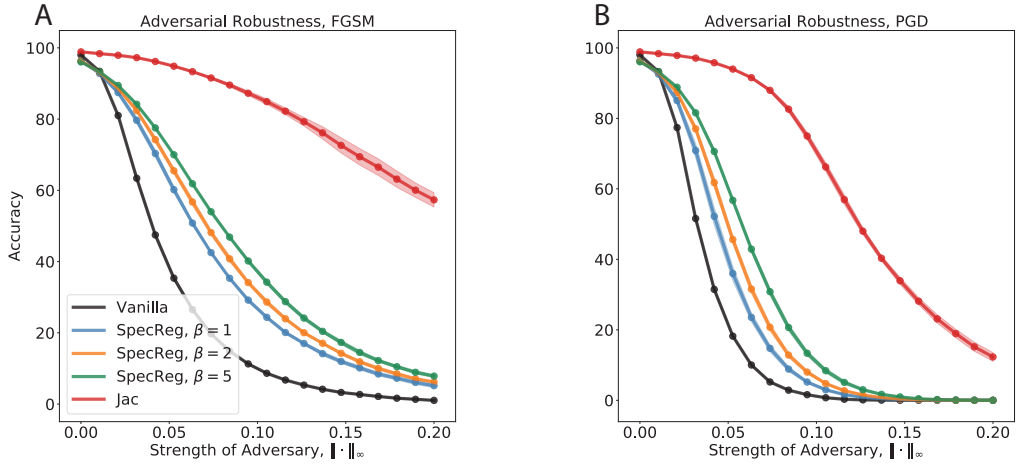 A
Adversarial Robustness, FGSM
100
80
60
40
20
0
Accuracy
Vanilla
SpecReg, β = 1
SpecReg, β = 2
SpecReg, β = 5
Jac
0.00 0.05 0.10 0.15 0.20
Strength of Adversary, ‖ · ‖∞
B
Adversarial Robustness, PGD
100
80
60
40
20
0
0.00 0.05 0.10 0.15 0.20
Strength of Adversary, ‖ · ‖∞